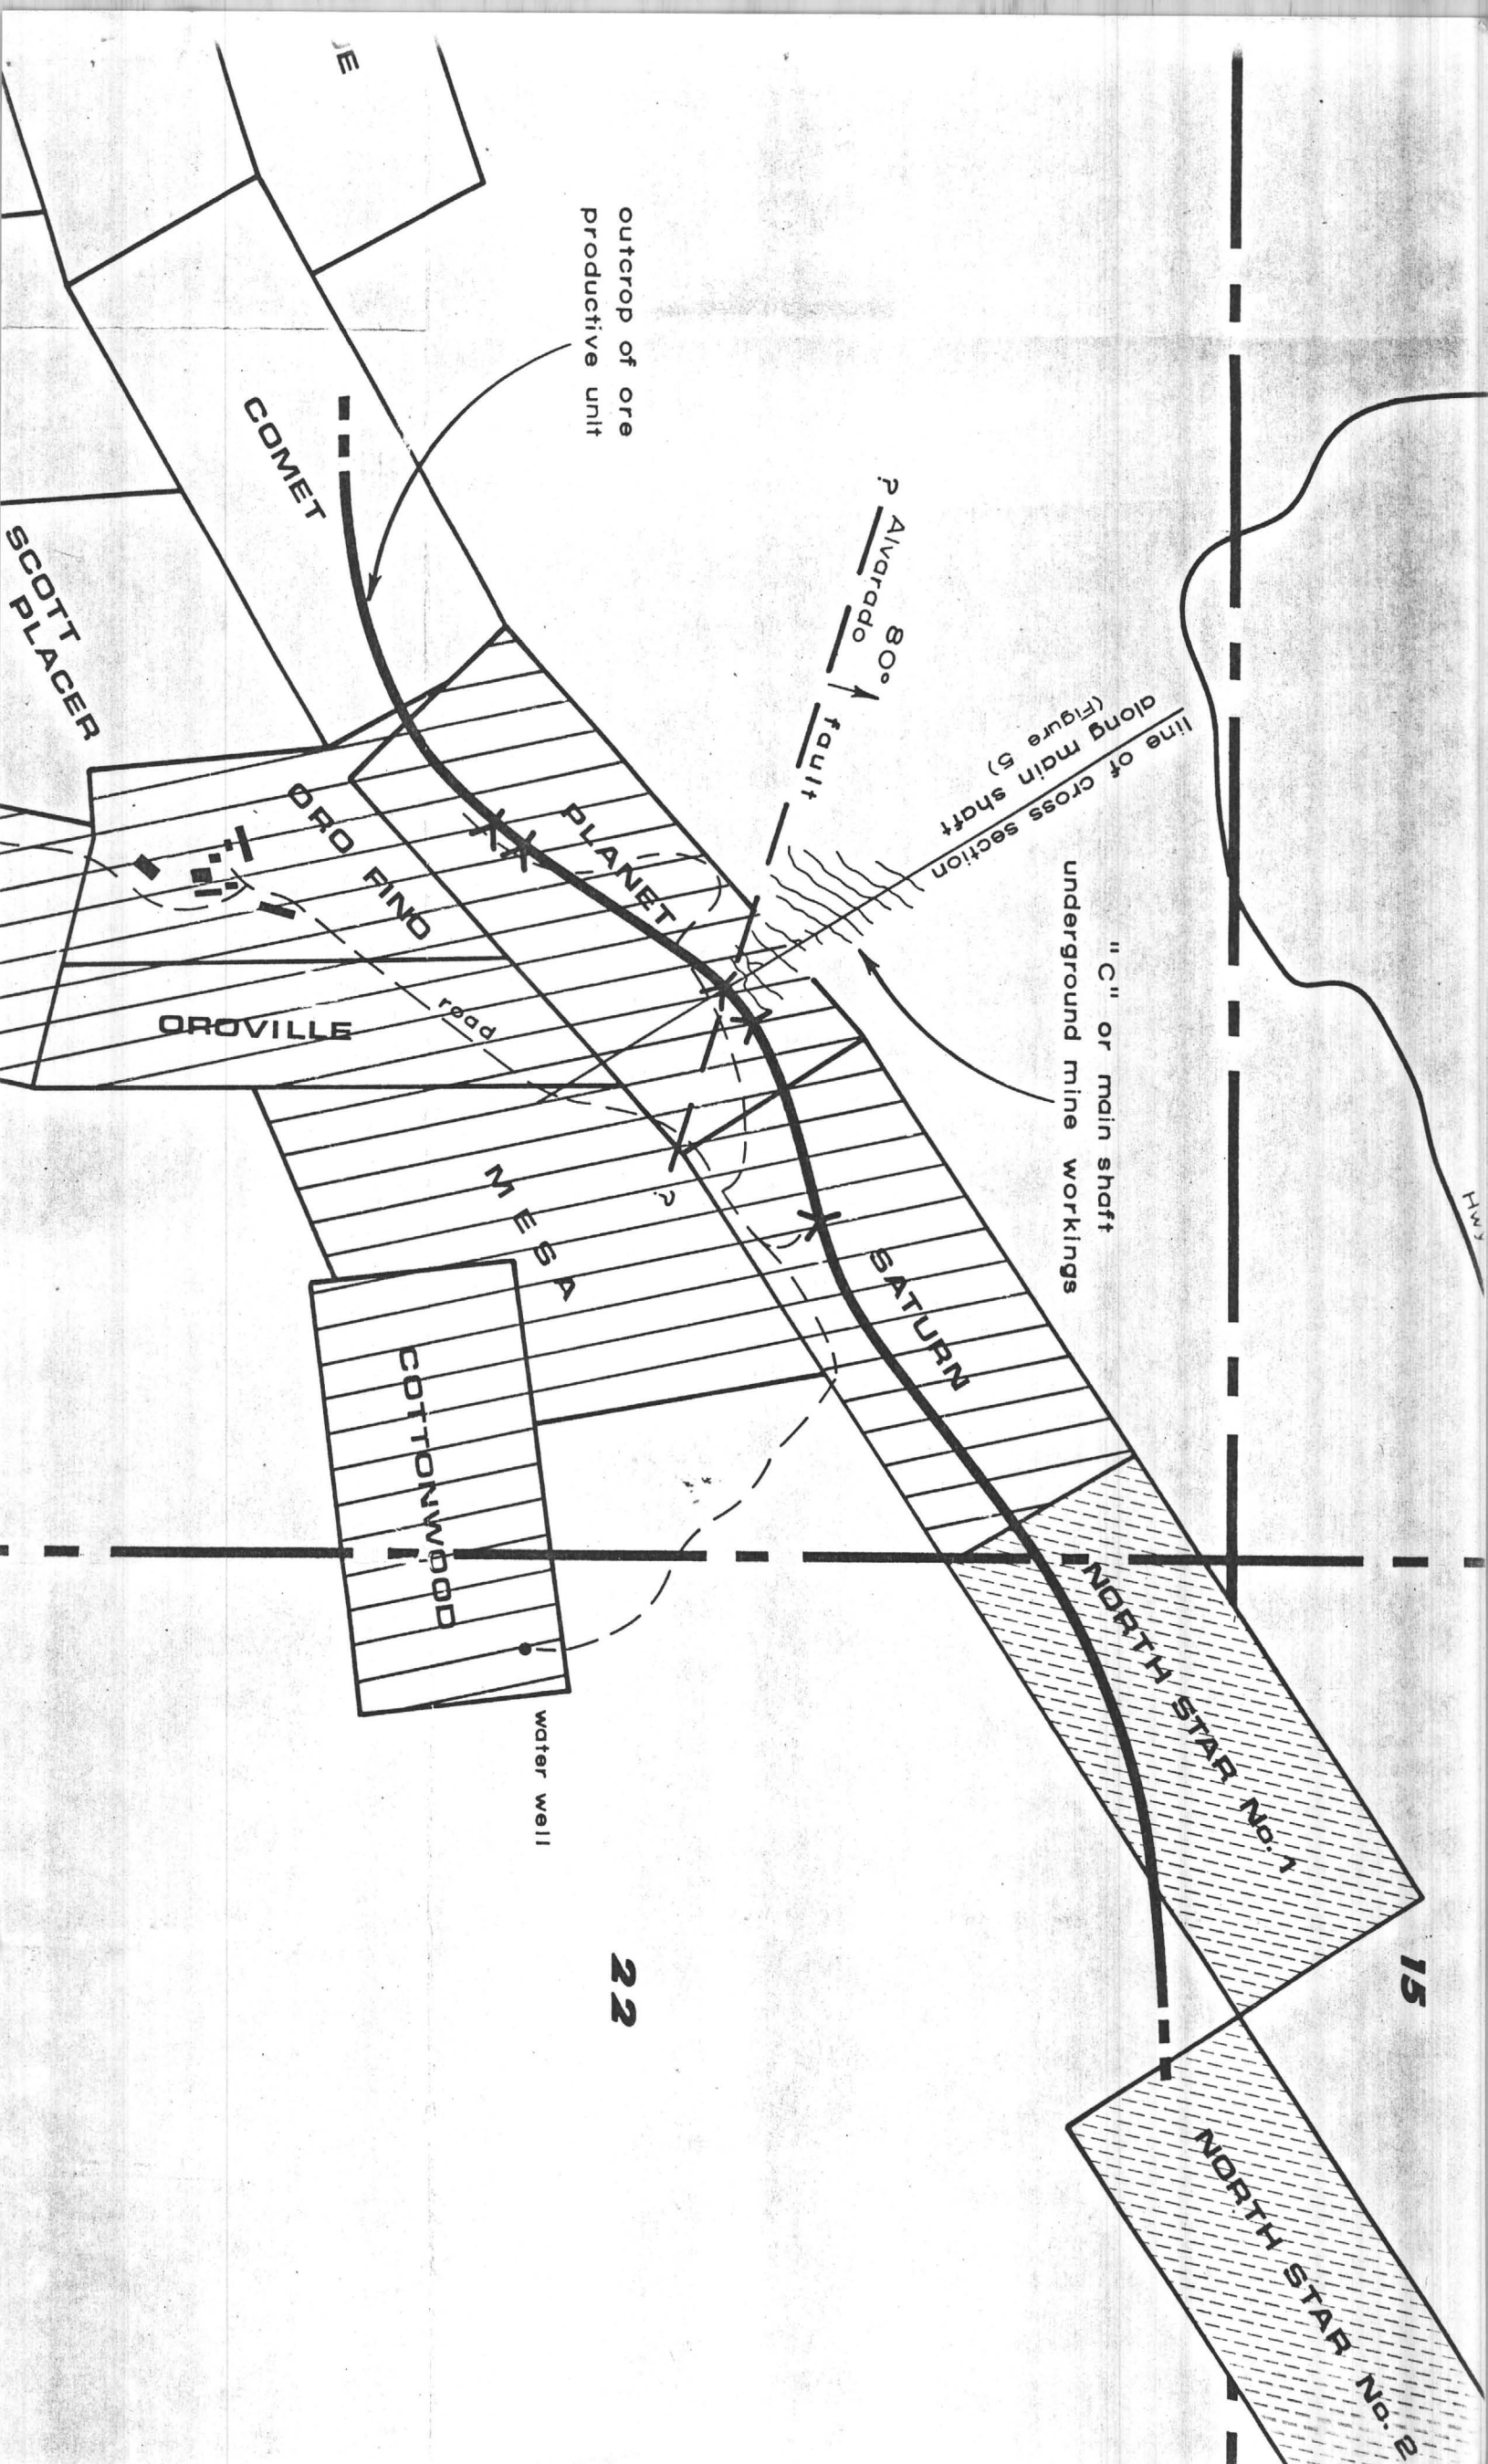 Hwy
15
NORTH STAR No. 2
NORTH STAR No. 1
line of cross section
along main shaft
(Figure 5)
"C" or main shaft
underground mine workings
80°
? Alvarado fault
?
SATURN
outcrop of ore
productive unit
PLANET
22
water well
MESA
road
COTTONWOOD
ORO FINO
COMET
OROVILLE
SCOTT
PLACER